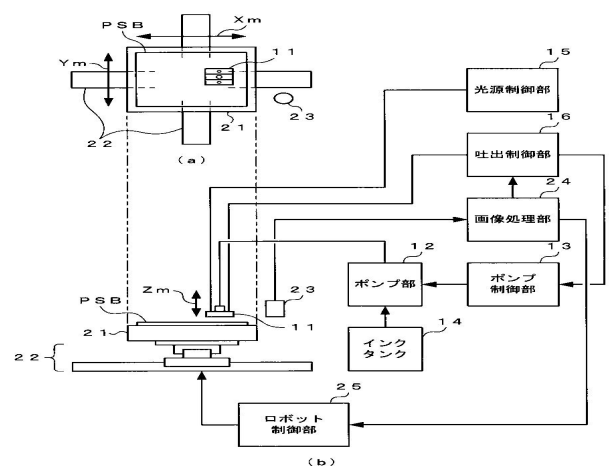 PSB
Xm
11
Ym
23
22
21
(a)
15
光源制御部
16
吐出制御部
24
画像処理部
12
ポンプ部
13
ポンプ
制御部
Zm
23
PSB
11
21
インク
タンク
14
22
25
ロボット
制御部
(b)